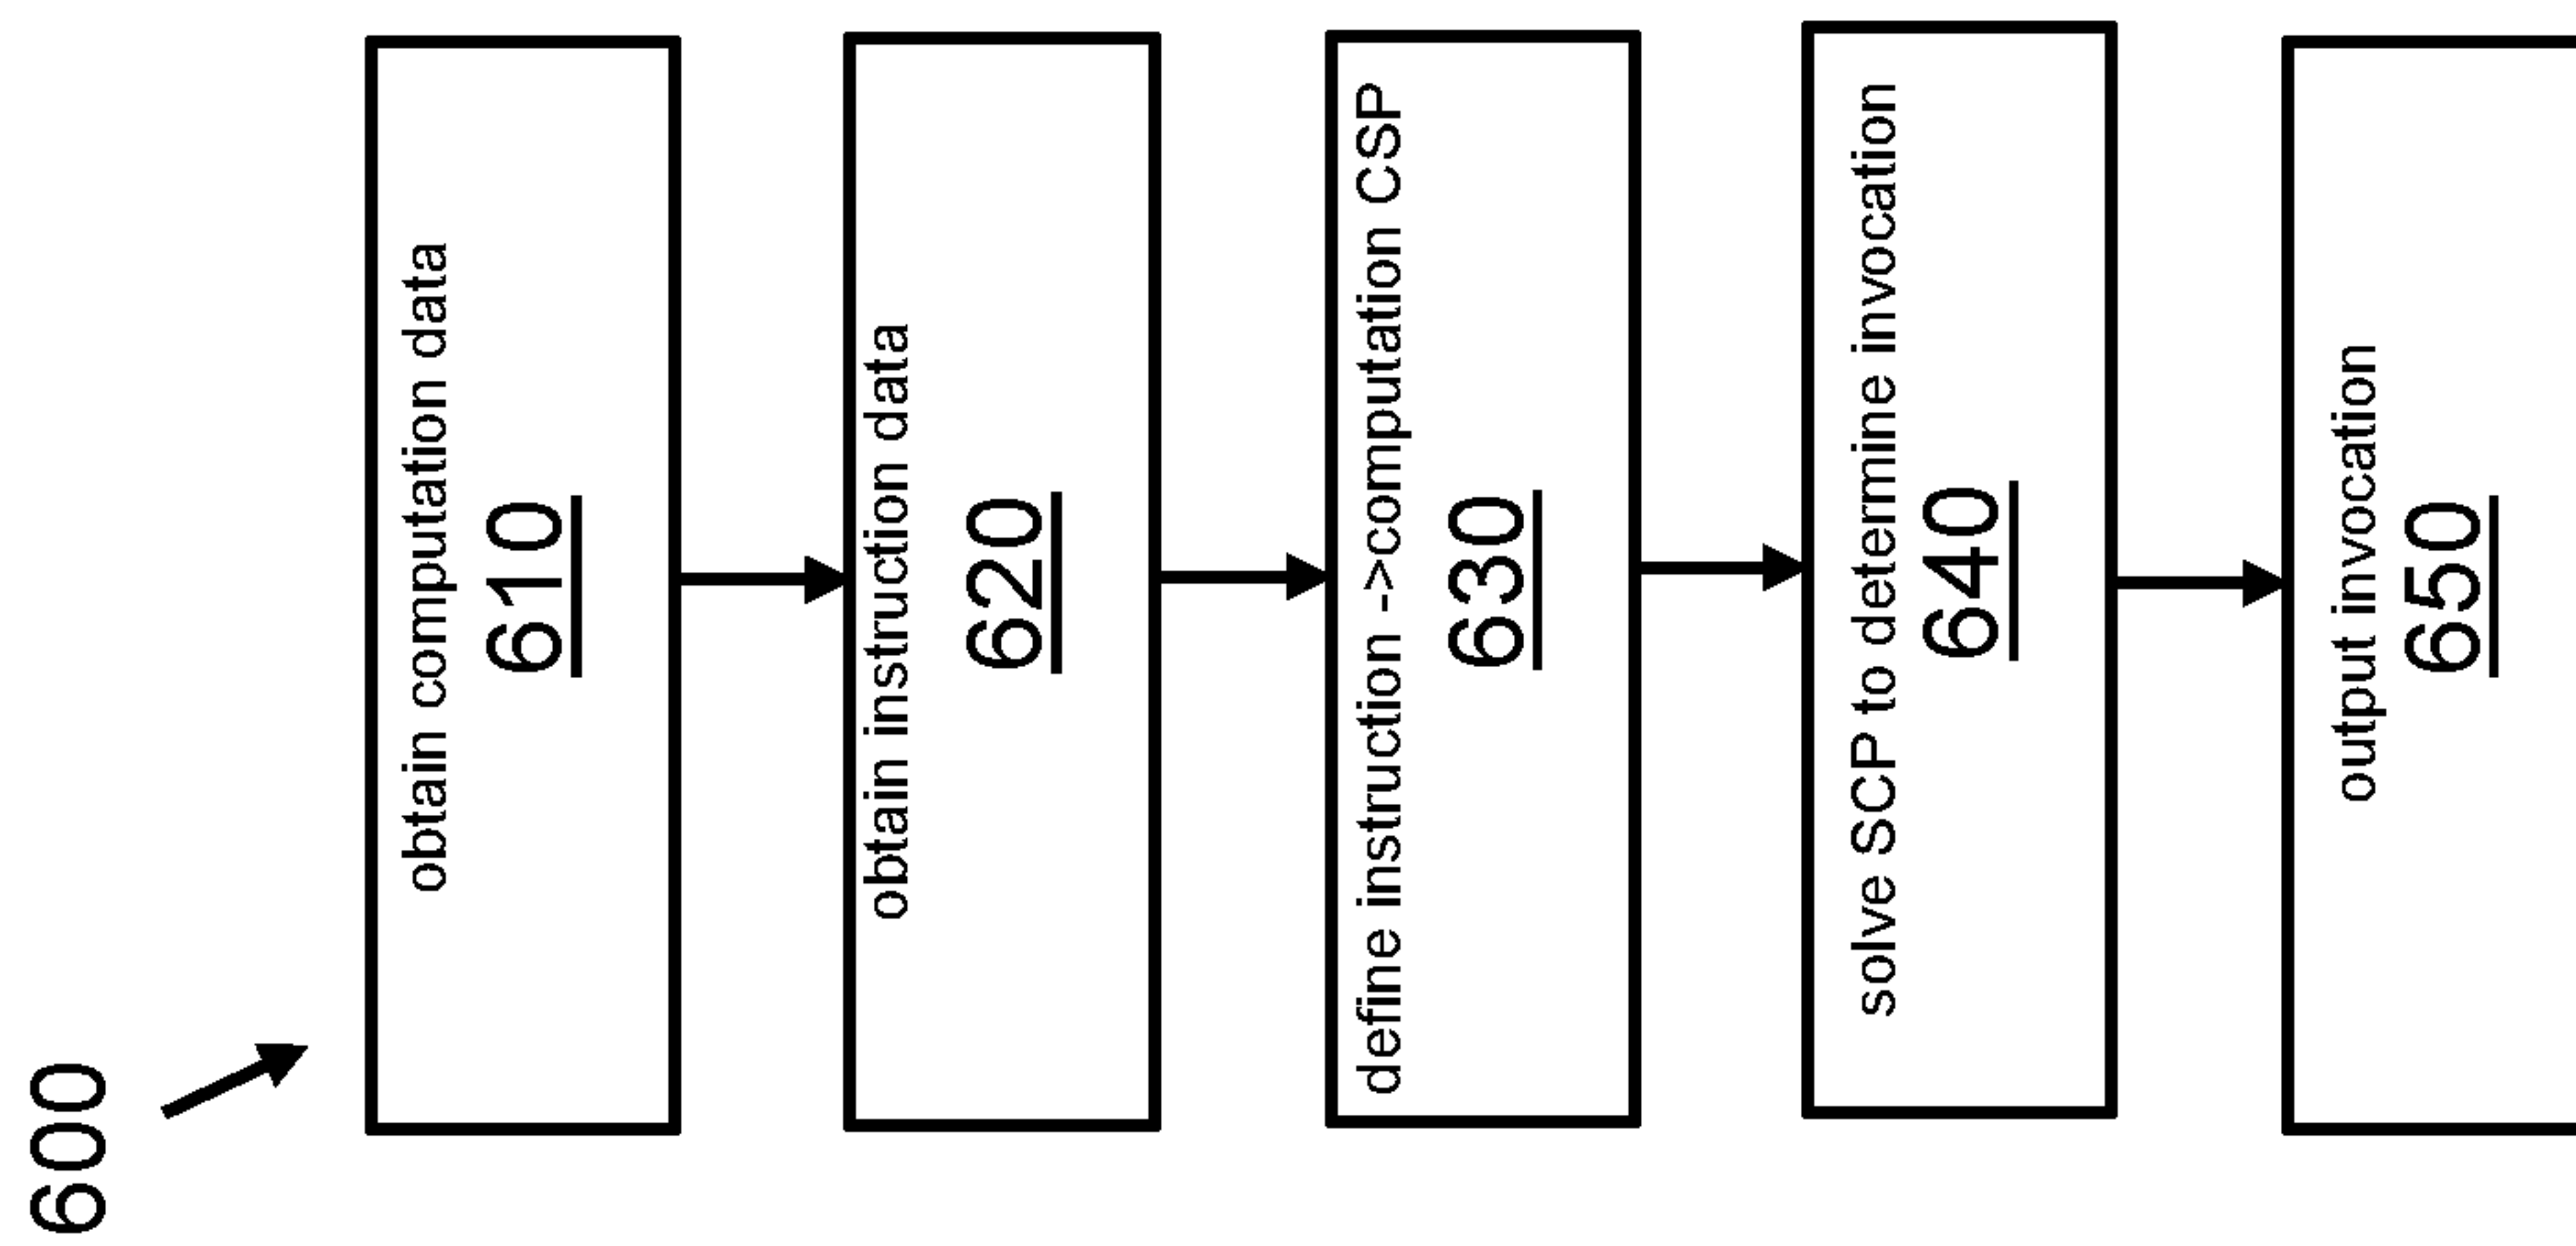 600
obtain computation data
610
obtain instruction data
620
define instruction ->computation CSP
630
solve SCP to determine invocation
640
output invocation
650